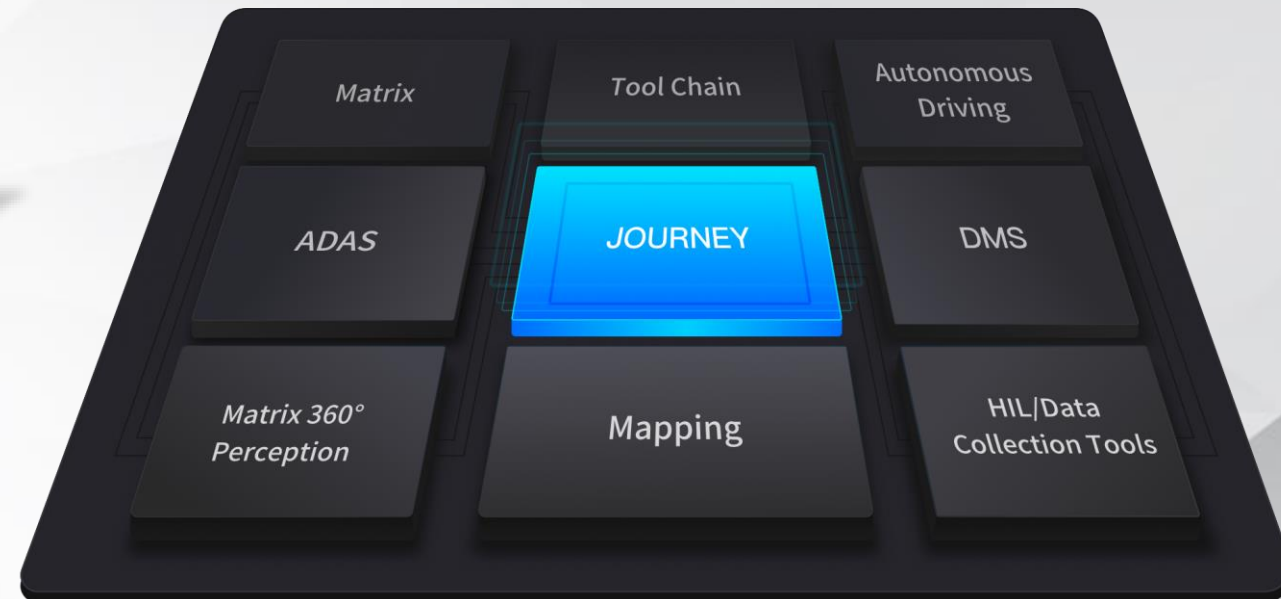 Matrix
Tool Chain
Autonomous
Driving
ADAS
JOURNEY
DMS
Matrix 360°
Perception
Mapping
HIL/Data
Collection Tools